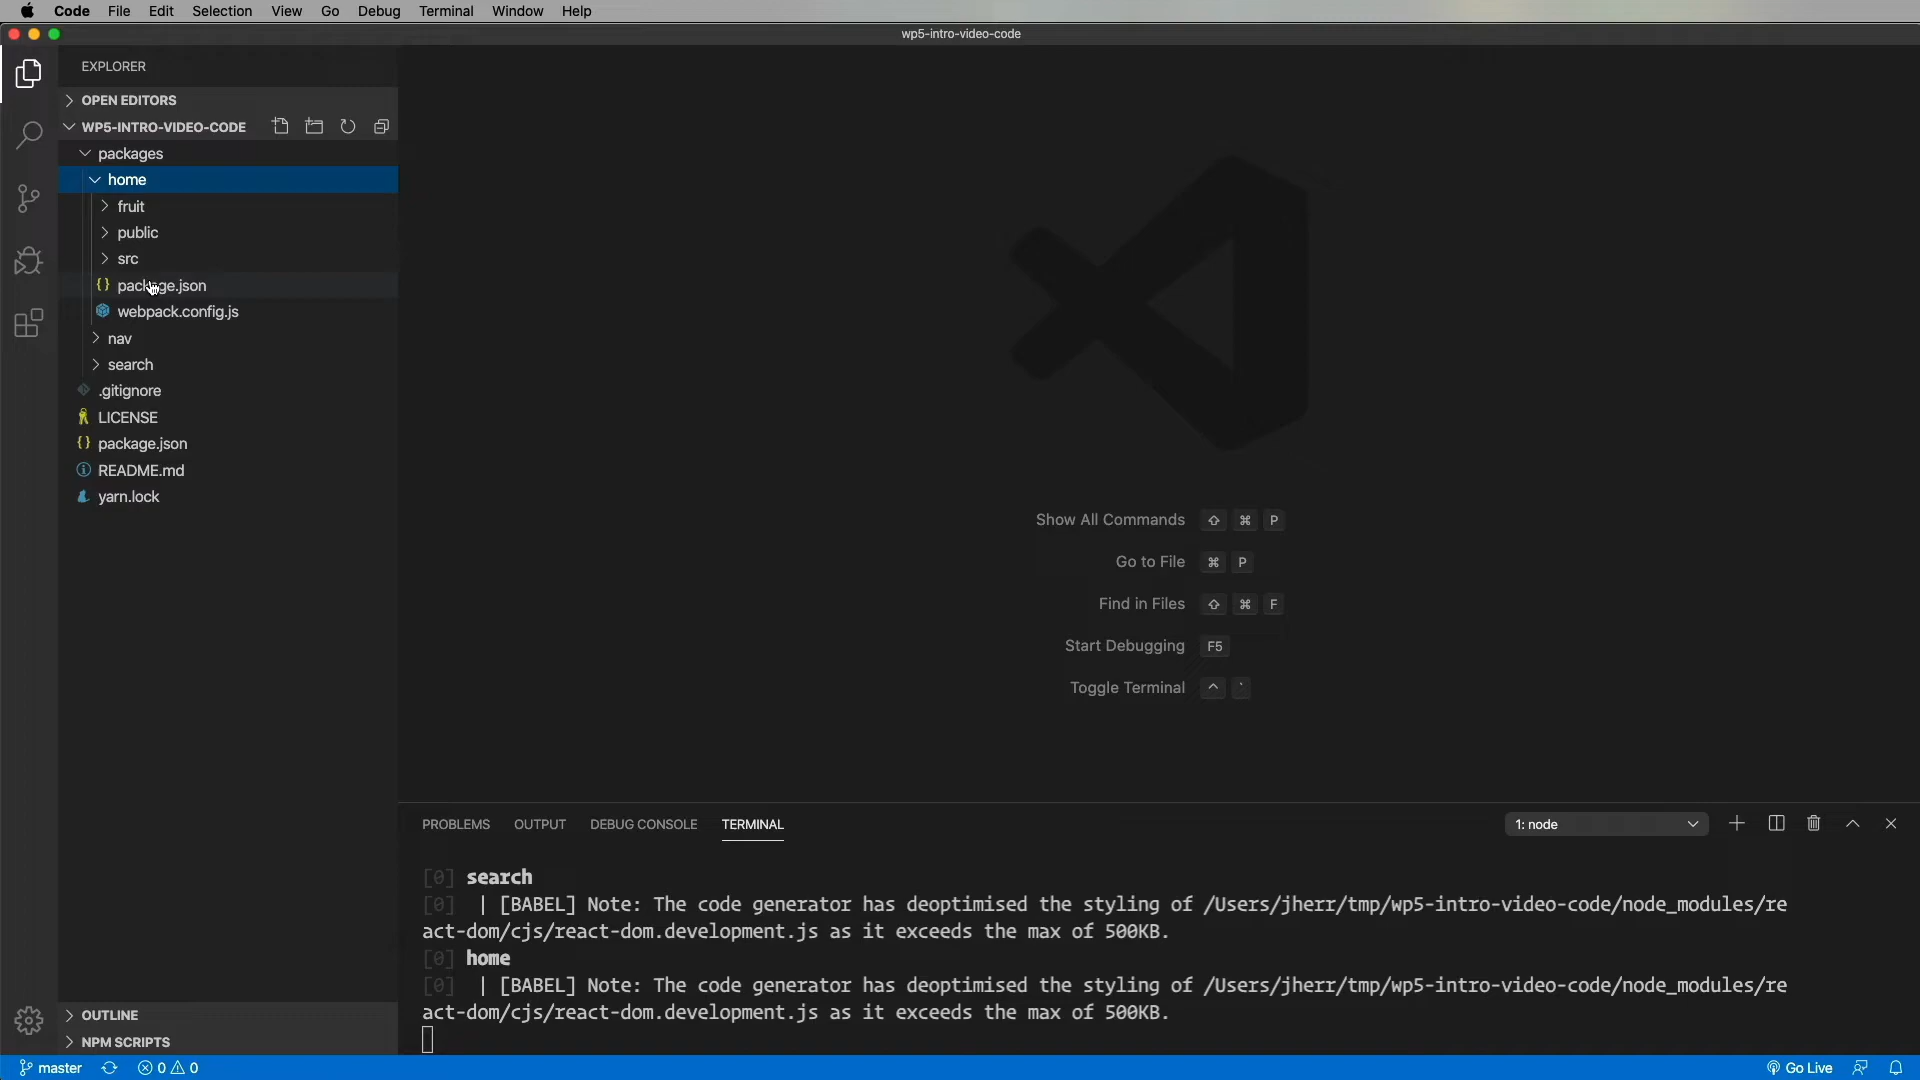 Code File Edit Selection View Go Debug Terminal Window Help
wp5-intro-video-code
EXPLORER
OPEN EDITORS
WP5-INTRO-VIDEO-CODE
packages
home
fruit
public
src
package.json
webpack.config.js
nav
search
.gitignore
LICENSE
package.json
README.md
yarn.lock
Show All Commands ⇧ ⌘ P
Go to File ⌘ P
Find in Files ⇧ ⌘ F
Start Debugging F5
Toggle Terminal ^ `
PROBLEMS OUTPUT DEBUG CONSOLE TERMINAL 1: node
[0] search
[0] | [BABEL] Note: The code generator has deoptimised the styling of /Users/jherr/tmp/wp5-intro-video-code/node_modules/re
act-dom/cjs/react-dom.development.js as it exceeds the max of 500KB.
[0] home
[0] | [BABEL] Note: The code generator has deoptimised the styling of /Users/jherr/tmp/wp5-intro-video-code/node_modules/re
act-dom/cjs/react-dom.development.js as it exceeds the max of 500KB.
OUTLINE
NPM SCRIPTS
master 0 0 Go Live